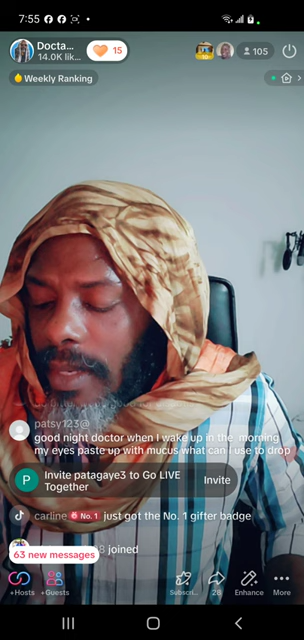 7:55
Docta...
14.0K lik...
15
10
105
Weekly Ranking
patsy123@
good night doctor when I wake up in the morning
my eyes paste up with mucus what can I use to drop
P
Invite patagaye3 to Go LIVE
Together
Invite
carline No. 1 just got the No. 1 gifter badge
8 joined
63 new messages
+Hosts
+Guests
Subscri...
28
Enhance
More